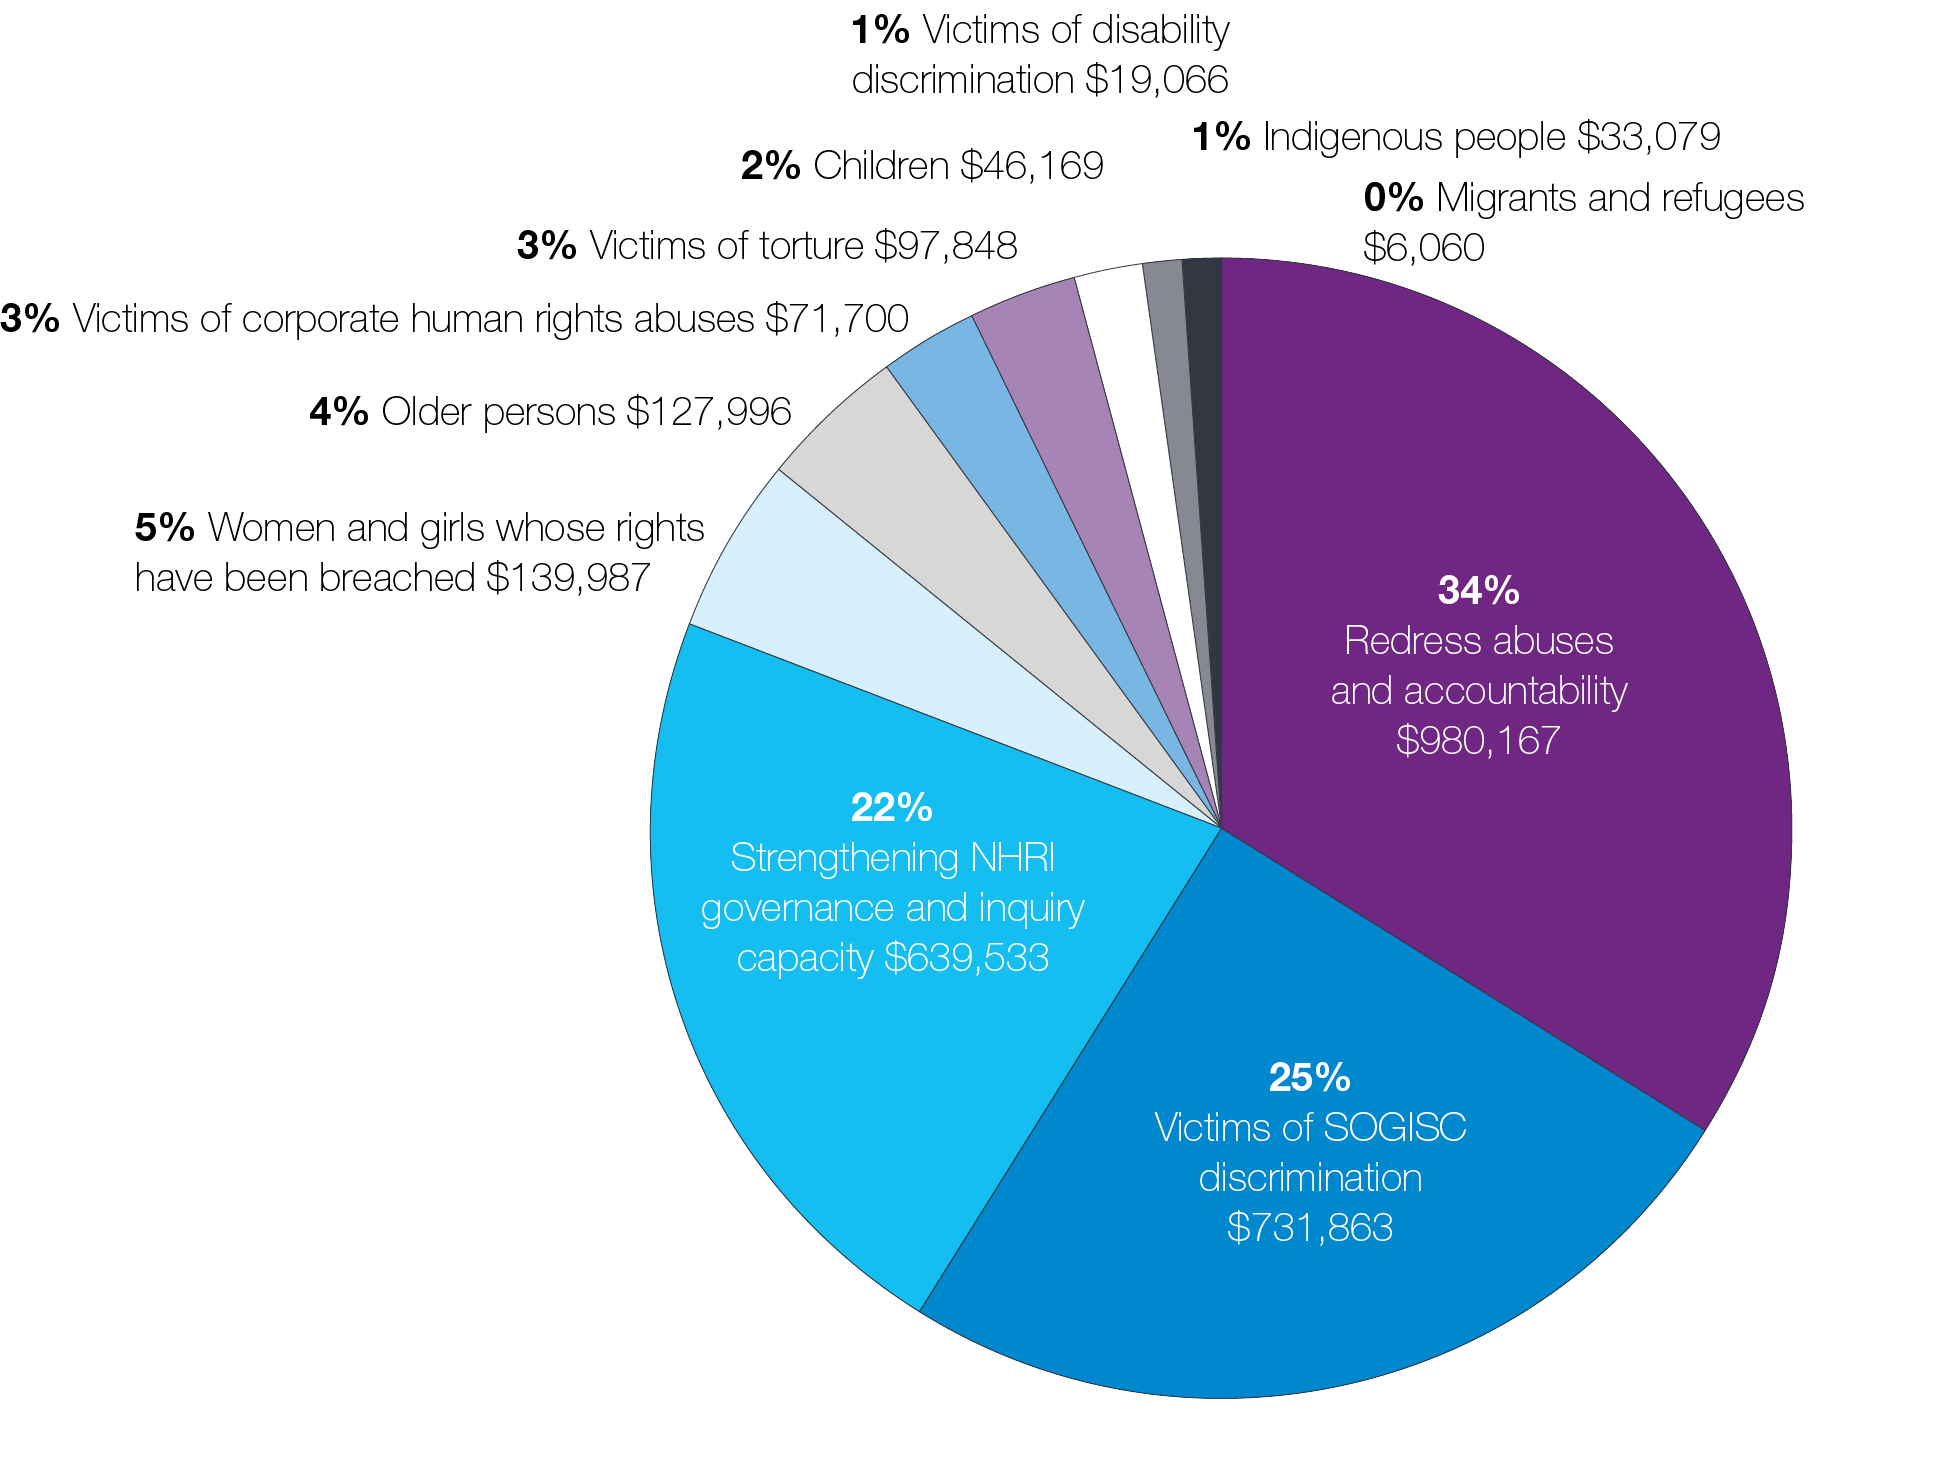 1% Victims of disability
discrimination $19,066
1% Indigenous people $33,079
2% Children $46,169
0% Migrants and refugees
$6,060
3% Victims of torture $97,848
3% Victims of corporate human rights abuses $71,700
4% Older persons $127,996
5% Women and girls whose rights
have been breached $139,987
34%
Redress abuses
and accountability
$980,167
22%
Strengthening NHRI
governance and inquiry
capacity $639,533
25%
Victims of SOGISC
discrimination
$731,863